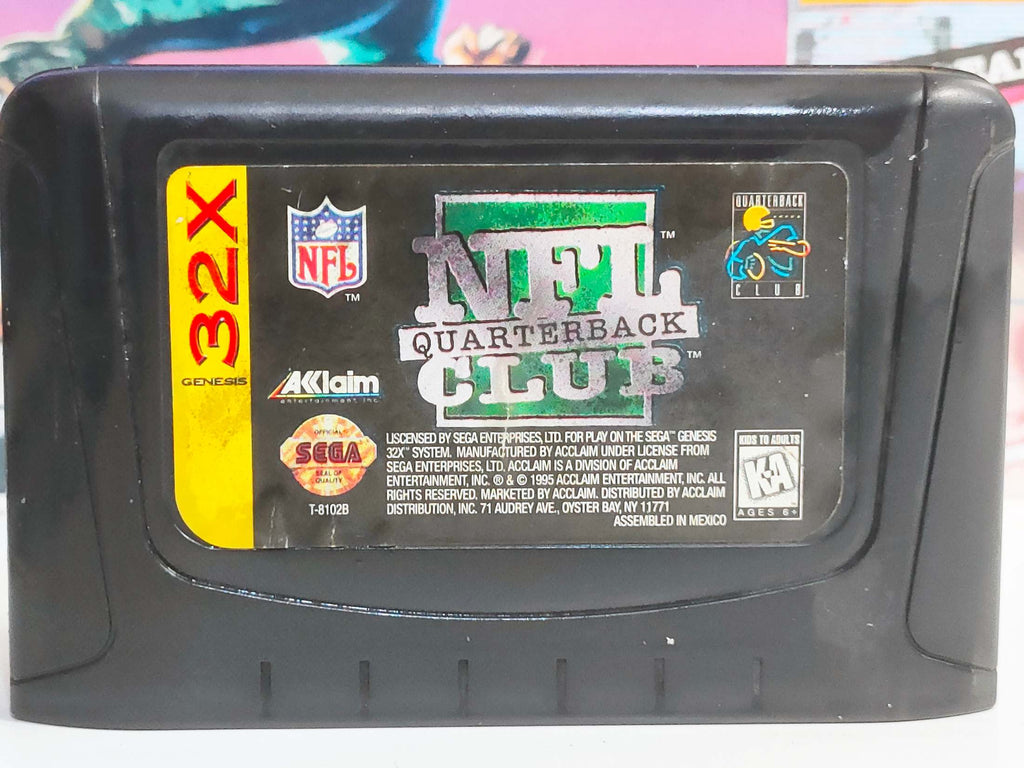 32X
GENESIS
NFL
TM
AKKlaim
entertainment, inc.
OFFICIAL
SEGA
SEAL OF
QUALITY
T-8102B
NFL
TM
QUARTERBACK
CLUB
TM
QUARTERBACK
CLUB
LISCENSED BY SEGA ENTERPRISES, LTD. FOR PLAY ON THE SEGA™ GENESIS
32X™ SYSTEM. MANUFACTURED BY ACCLAIM UNDER LICENSE FROM
SEGA ENTERPRISES, LTD. ACCLAIM IS A DIVISION OF ACCLAIM
ENTERTAINMENT, INC. ® & © 1995 ACCLAIM ENTERTAINMENT, INC. ALL
RIGHTS RESERVED. MARKETED BY ACCLAIM. DISTRIBUTED BY ACCLAIM
DISTRIBUTION, INC. 71 AUDREY AVE., OYSTER BAY, NY 11771
ASSEMBLED IN MEXICO
KIDS TO ADULTS
K-A
AGES 6+